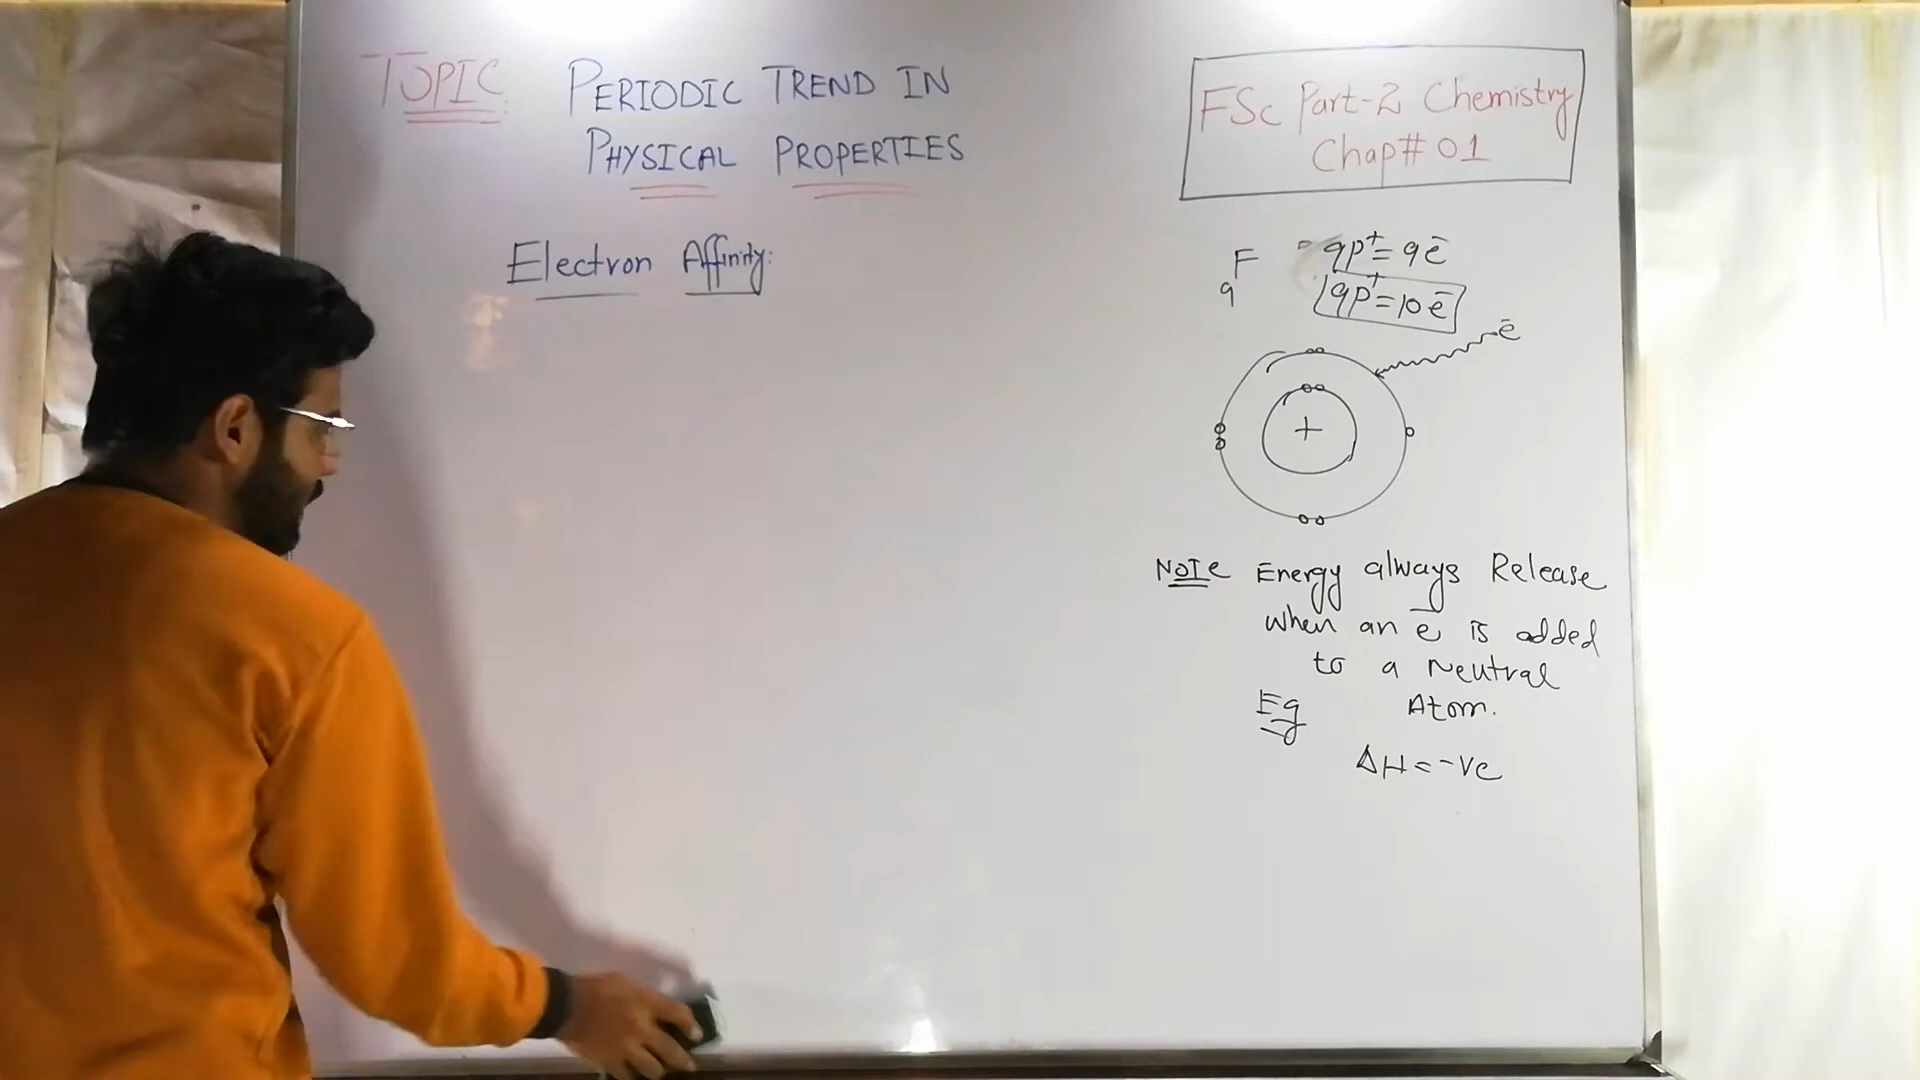 TOPIC: PERIODIC TREND IN
PHYSICAL PROPERTIES
FSc Part-2 Chemistry
Chap# 01
Electron Affinity:
F 9p⁺=9ē
9 9p⁺=10ē
ē
+
NOTE Energy always Release
when an ē is added
to a Neutral
Eg Atom.
ΔH=-ve